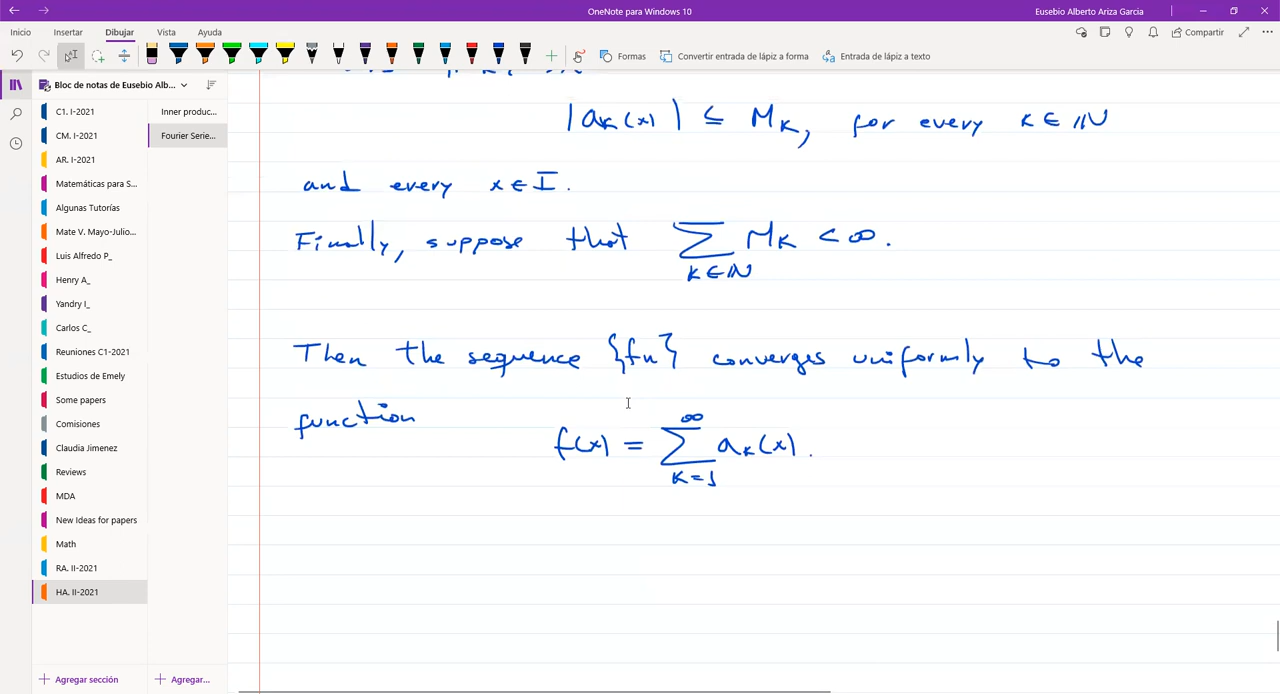 OneNote para Windows 10
Eusebio Alberto Ariza Garcia
Inicio Insertar Dibujar Vista Ayuda
Compartir
Formas
Convertir entrada de lápiz a forma
Entrada de lápiz a texto
Bloc de notas de Eusebio Alb...
C1. I-2021
CM. I-2021
AR. I-2021
Matemáticas para S...
Algunas Tutorías
Mate V. Mayo-Julio...
Luis Alfredo P_
Henry A_
Yandry I_
Carlos C_
Reuniones C1-2021
Estudios de Emely
Some papers
Comisiones
Claudia Jimenez
Reviews
MDA
New Ideas for papers
Math
RA. II-2021
HA. II-2021
Agregar sección
Inner produc...
Fourier Serie...
Agregar...
|a_k(x)| ≤ M_k, for every k ∈ ℕ
and every x ∈ I.
Finally, suppose that ∑_{k∈ℕ} M_k < ∞.
Then the sequence {fn} converges uniformly to the
function
f(x) = ∑_{k=1}^{∞} a_k(x).